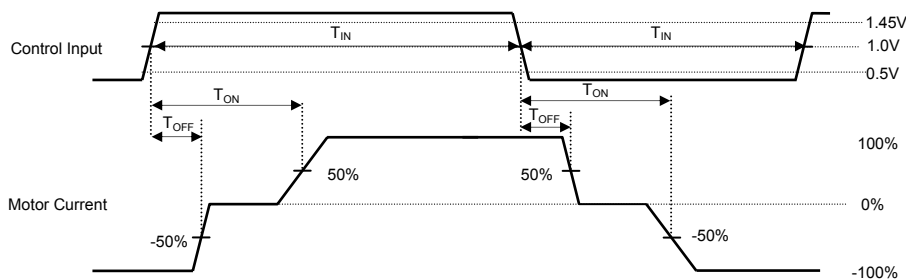 1.45V
T_IN
T_IN
Control Input
1.0V
0.5V
T_ON
T_ON
T_OFF
T_OFF
100%
50%
50%
Motor Current
0%
-50%
-50%
-100%